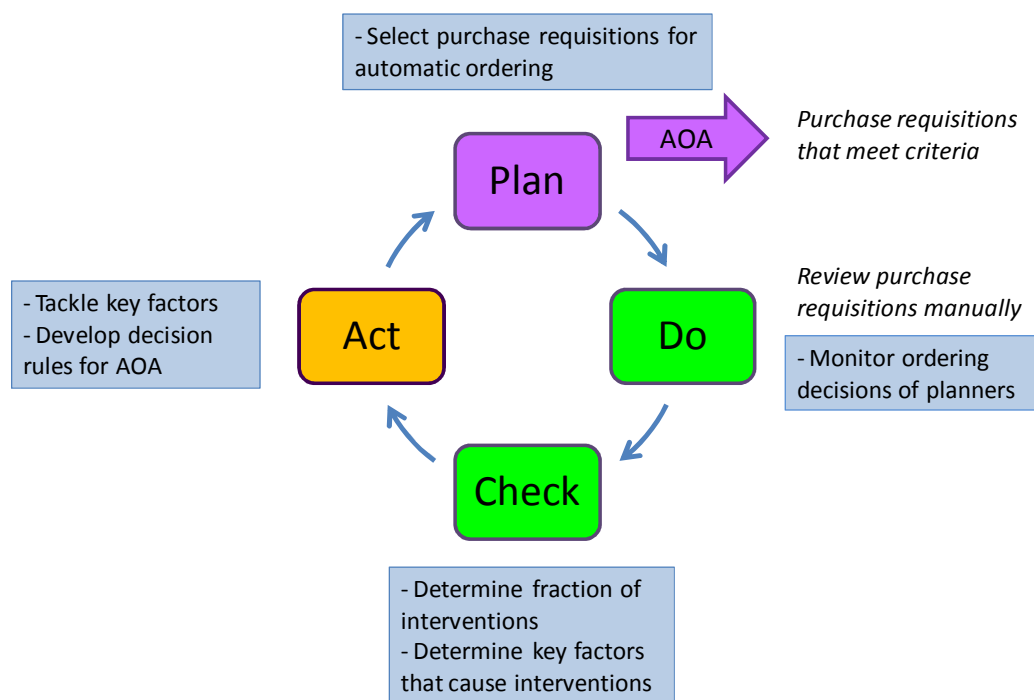 - Select purchase requisitions for
automatic ordering
AOA
Purchase requisitions
that meet criteria
Plan
- Tackle key factors
- Develop decision
rules for AOA
Act
Do
Review purchase
requisitions manually
- Monitor ordering
decisions of planners
Check
- Determine fraction of
interventions
- Determine key factors
that cause interventions